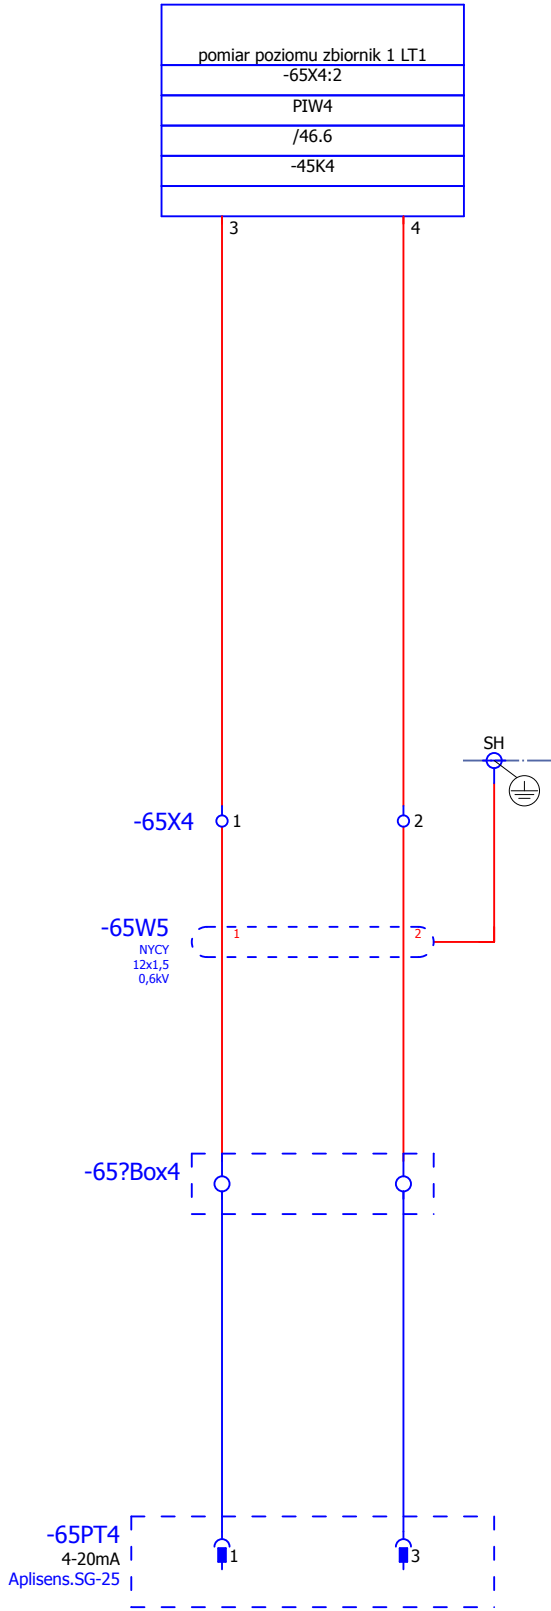 pomiar poziomu zbiornik 1 LT1
-65X4:2
PIW4
/46.6
-45K4
3 4
SH
-65X4 1 2
-65W5 1 2
NYCY
12x1,5
0,6kV
-65?Box4
-65PT4
4-20mA 1 3
Aplisens.SG-25